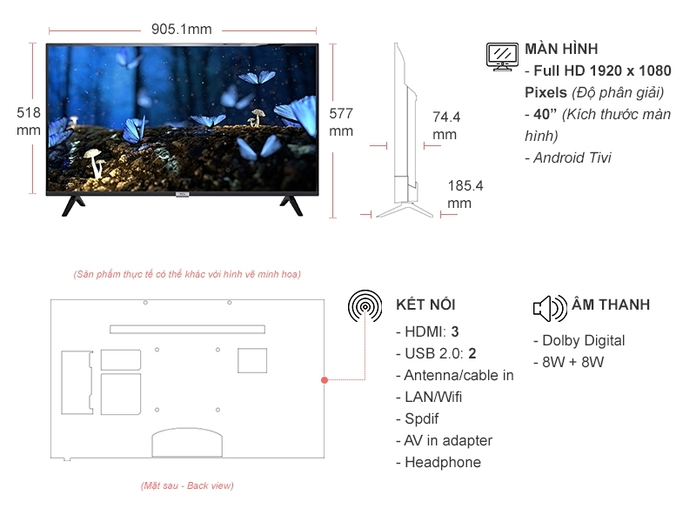 905.1mm
518
mm
577
mm
74.4
mm
185.4
mm
MÀN HÌNH
- Full HD 1920 x 1080
Pixels (Độ phân giải)
- 40” (Kích thước màn
hình)
- Android Tivi
(Sản phẩm thực tế có thể khác với hình vẽ minh hoạ)
KẾT NỐI
- HDMI: 3
- USB 2.0: 2
- Antenna/cable in
- LAN/Wifi
- Spdif
- AV in adapter
- Headphone
ÂM THANH
- Dolby Digital
- 8W + 8W
(Mặt sau - Back view)